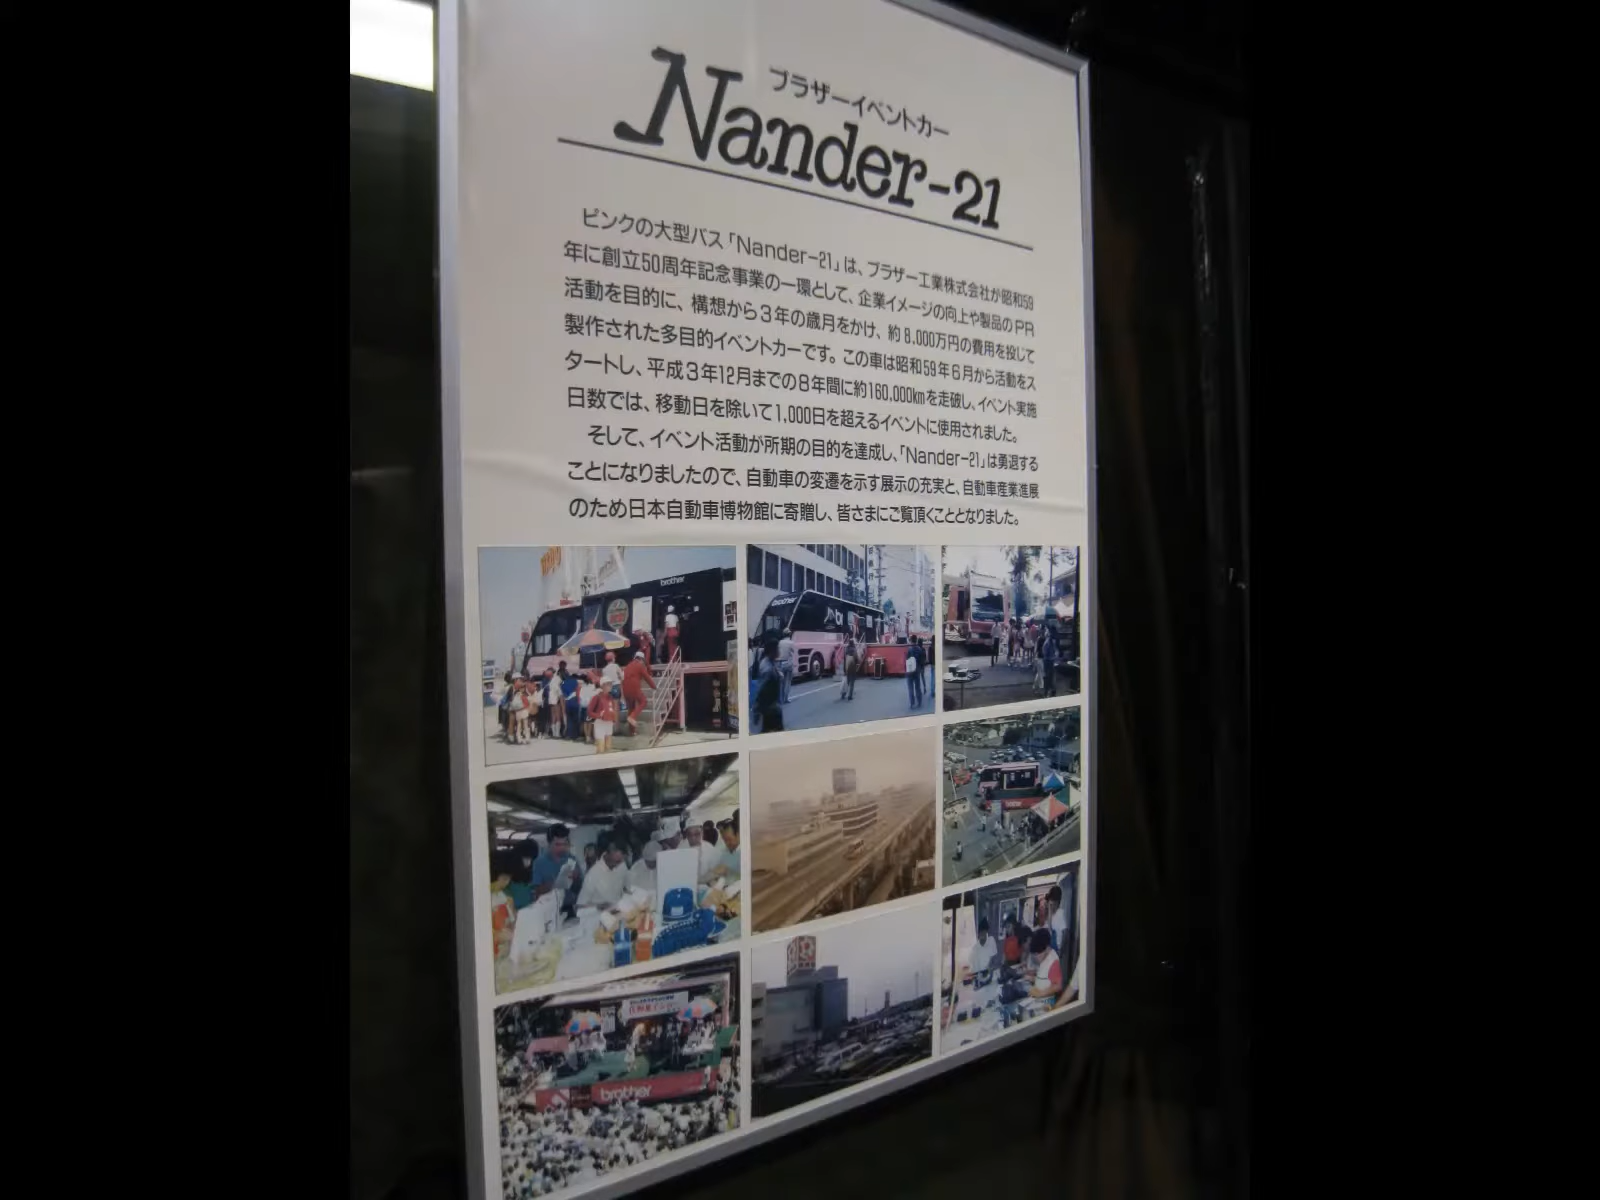 ブラザーイベントカー
Nander-21
ピンクの大型バス「Nander-21」は、ブラザー工業株式会社が昭和59
年に創立50周年記念事業の一環として、企業イメージの向上や製品のPR
活動を目的に、構想から3年の歳月をかけ、約8,000万円の費用を投じて
製作された多目的イベントカーです。この車は昭和59年6月から活動をス
タートし、平成3年12月までの8年間に約160,000kmを走破し、イベント実施
日数では、移動日を除いて1,000日を超えるイベントに使用されました。
そして、イベント活動が所期の目的を達成し、「Nander-21」は勇退する
ことになりましたので、自動車の変遷を示す展示の充実と、自動車産業進展
のため日本自動車博物館に寄贈し、皆さまにご覧頂くこととなりました。
brother
brother
brother
brother